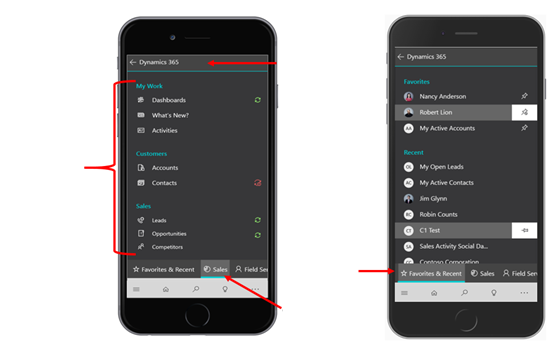 Dynamics 365
My Work
Dashboards
What's New?
Activities
Customers
Accounts
Contacts
Sales
Leads
Opportunities
Competitors
Favorites & Recent
Sales
Field Ser
Dynamics 365
Favorites
Nancy Anderson
Robert Lion
AA My Active Accounts
Recent
OL My Open Leads
AC My Active Contacts
Jim Glynn
RC Robin Counts
CT C1 Test
SA Sales Activity Social Da...
Contoso Corporation
Favorites & Recent
Sales
Field Ser